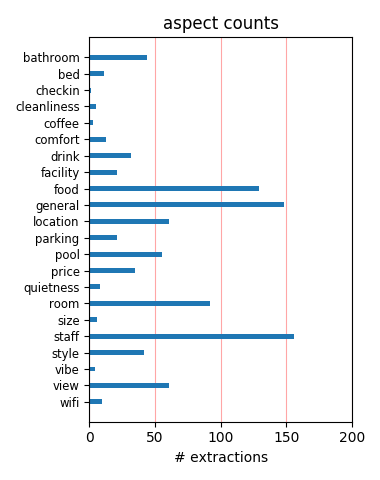 aspect counts
bathroom
bed
checkin
cleanliness
coffee
comfort
drink
facility
food
general
location
parking
pool
price
quietness
room
size
staff
style
vibe
view
wifi
0 50 100 150 200
# extractions